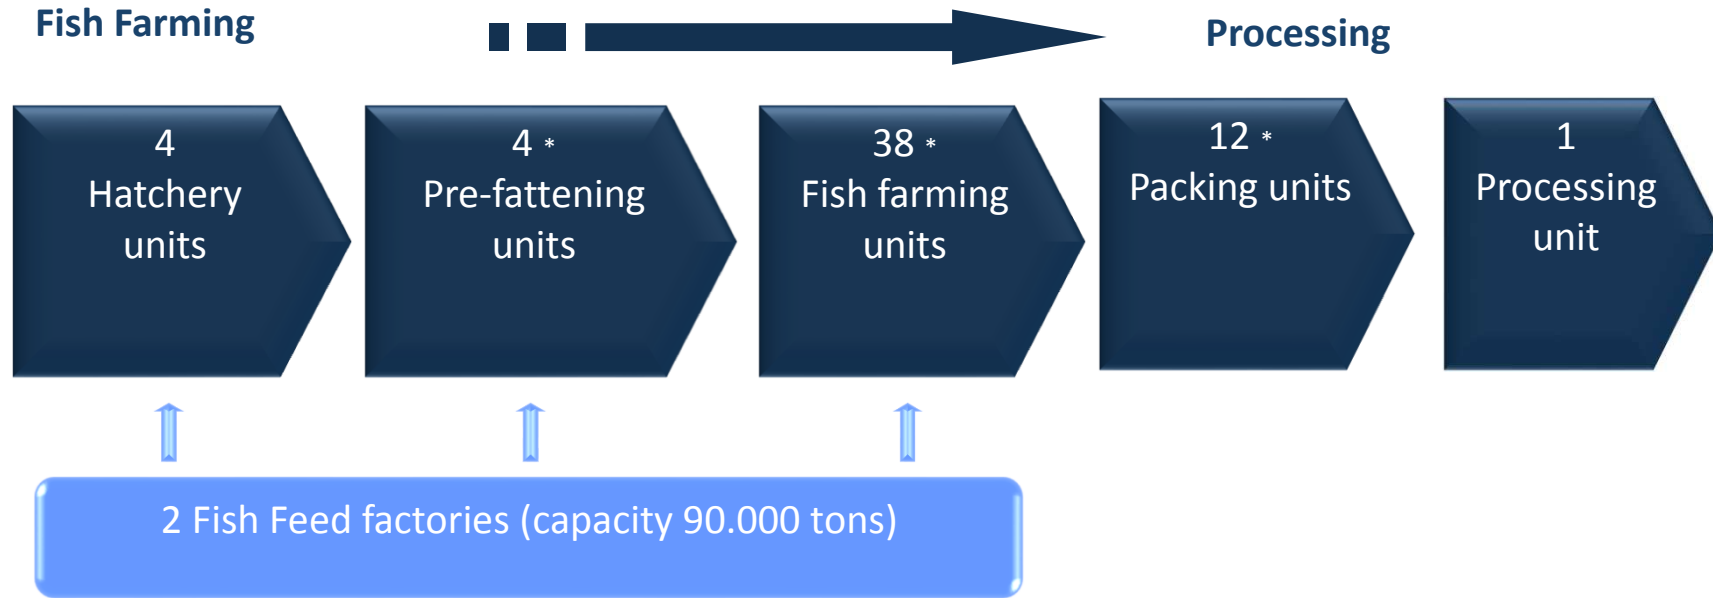 Fish Farming
Processing
4
Hatchery
units
4 *
Pre-fattening
units
38 *
Fish farming
units
12 *
Packing units
1
Processing
unit
2 Fish Feed factories (capacity 90.000 tons)